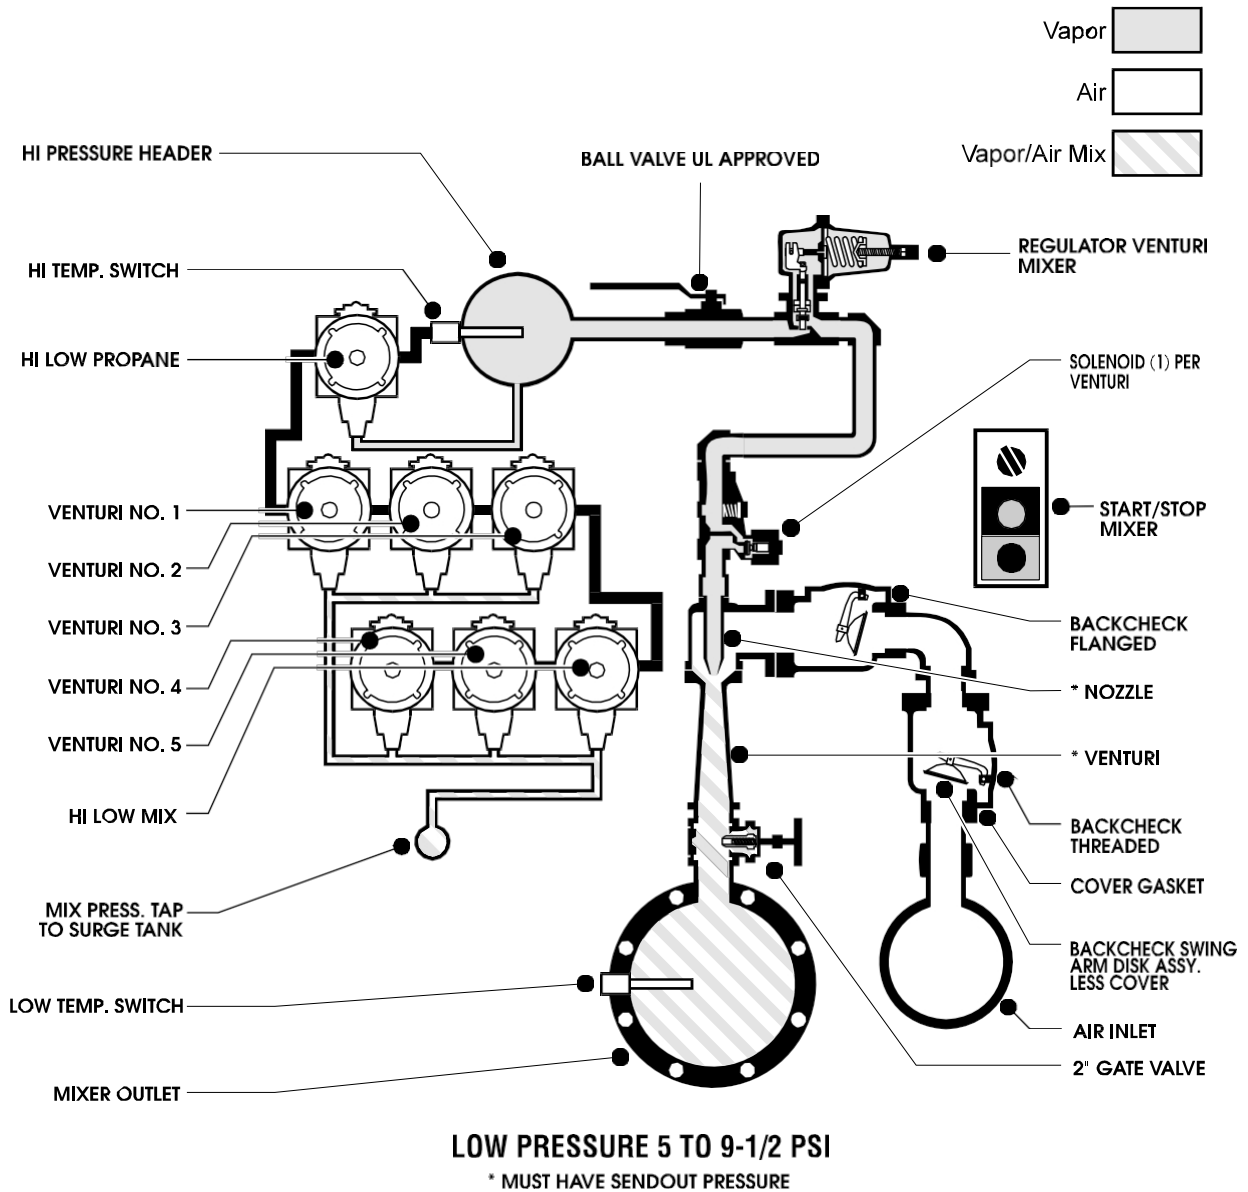 Vapor
Air
Vapor/Air Mix
HI PRESSURE HEADER
BALL VALVE UL APPROVED
REGULATOR VENTURI
MIXER
HI TEMP. SWITCH
HI LOW PROPANE
SOLENOID (1) PER
VENTURI
VENTURI NO. 1
START/STOP
MIXER
VENTURI NO. 2
VENTURI NO. 3
BACKCHECK
FLANGED
VENTURI NO. 4
* NOZZLE
VENTURI NO. 5
* VENTURI
HI LOW MIX
BACKCHECK
THREADED
COVER GASKET
MIX PRESS. TAP
TO SURGE TANK
BACKCHECK SWING
ARM DISK ASSY.
LESS COVER
LOW TEMP. SWITCH
AIR INLET
2" GATE VALVE
MIXER OUTLET
LOW PRESSURE 5 TO 9-1/2 PSI
* MUST HAVE SENDOUT PRESSURE